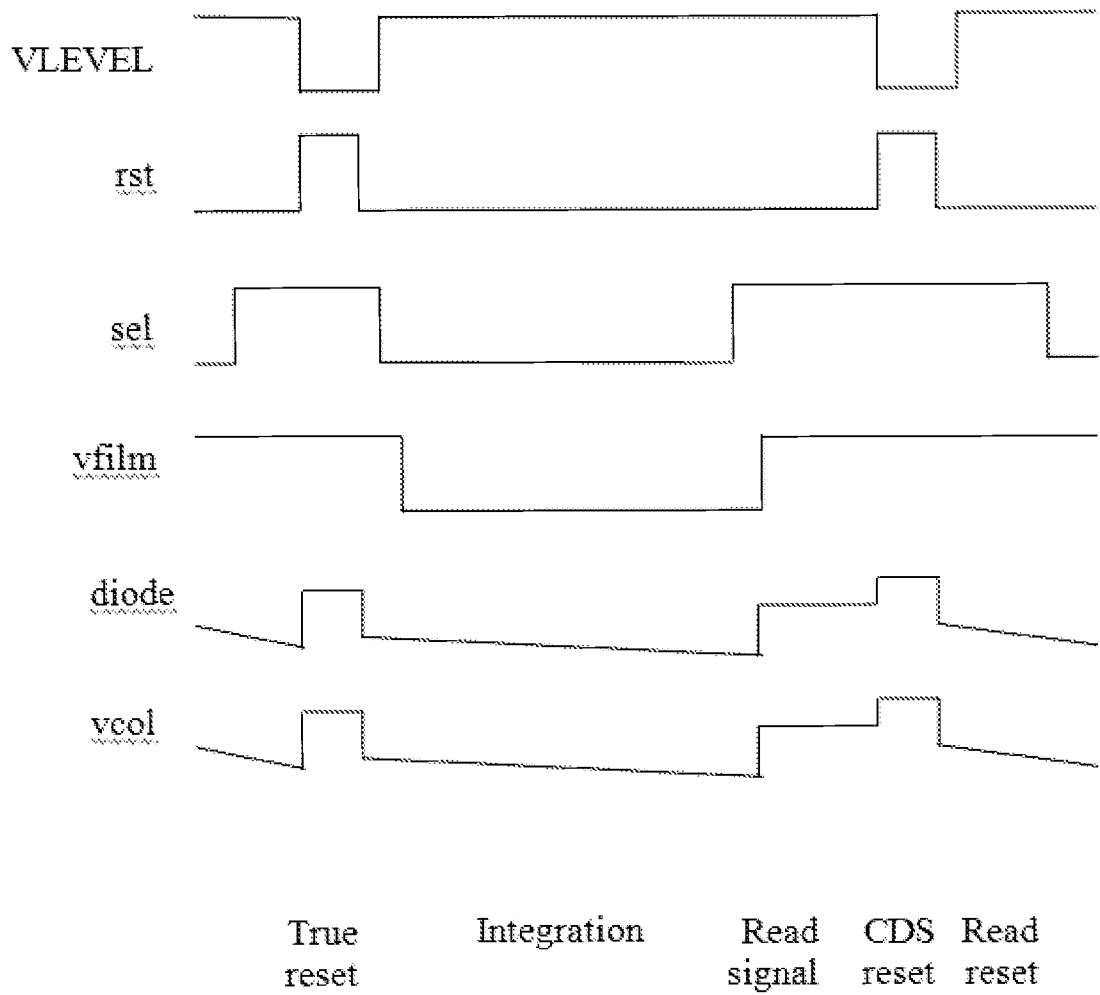 VLEVEL
rst
sel
vfilm
diode
vcol
True
reset
Integration
Read
signal
CDS
reset
Read
reset